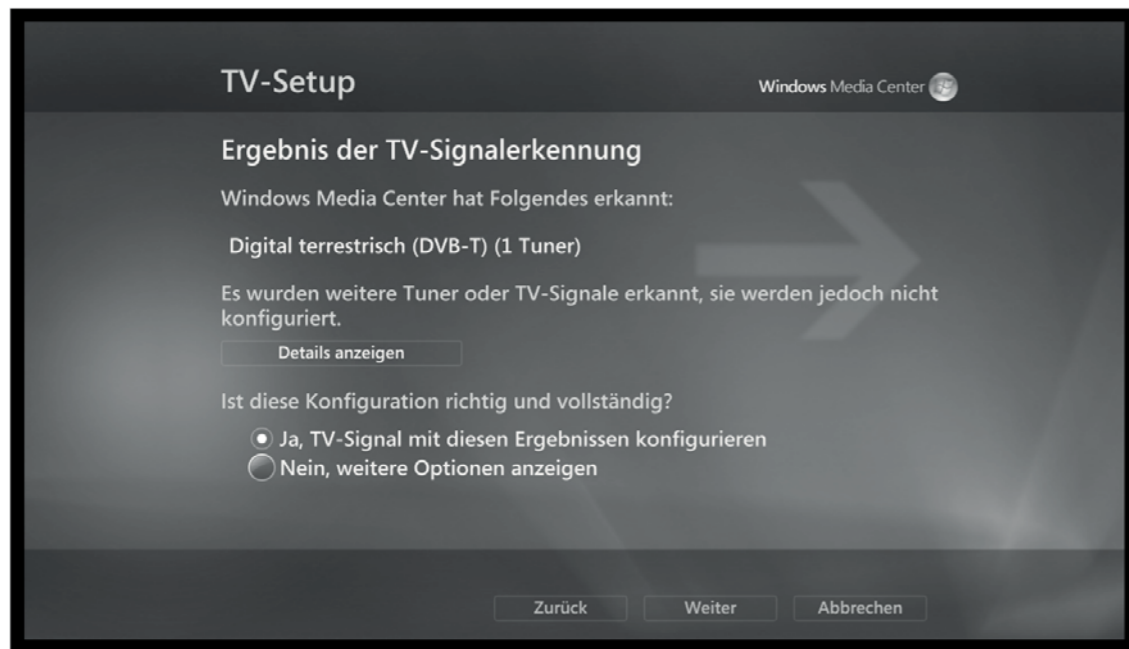 TV-Setup
Windows Media Center
Ergebnis der TV-Signalerkennung
Windows Media Center hat Folgendes erkannt:
Digital terrestrisch (DVB-T) (1 Tuner)
Es wurden weitere Tuner oder TV-Signale erkannt, sie werden jedoch nicht
konfiguriert.
Details anzeigen
Ist diese Konfiguration richtig und vollständig?
Ja, TV-Signal mit diesen Ergebnissen konfigurieren
Nein, weitere Optionen anzeigen
Zurück
Weiter
Abbrechen